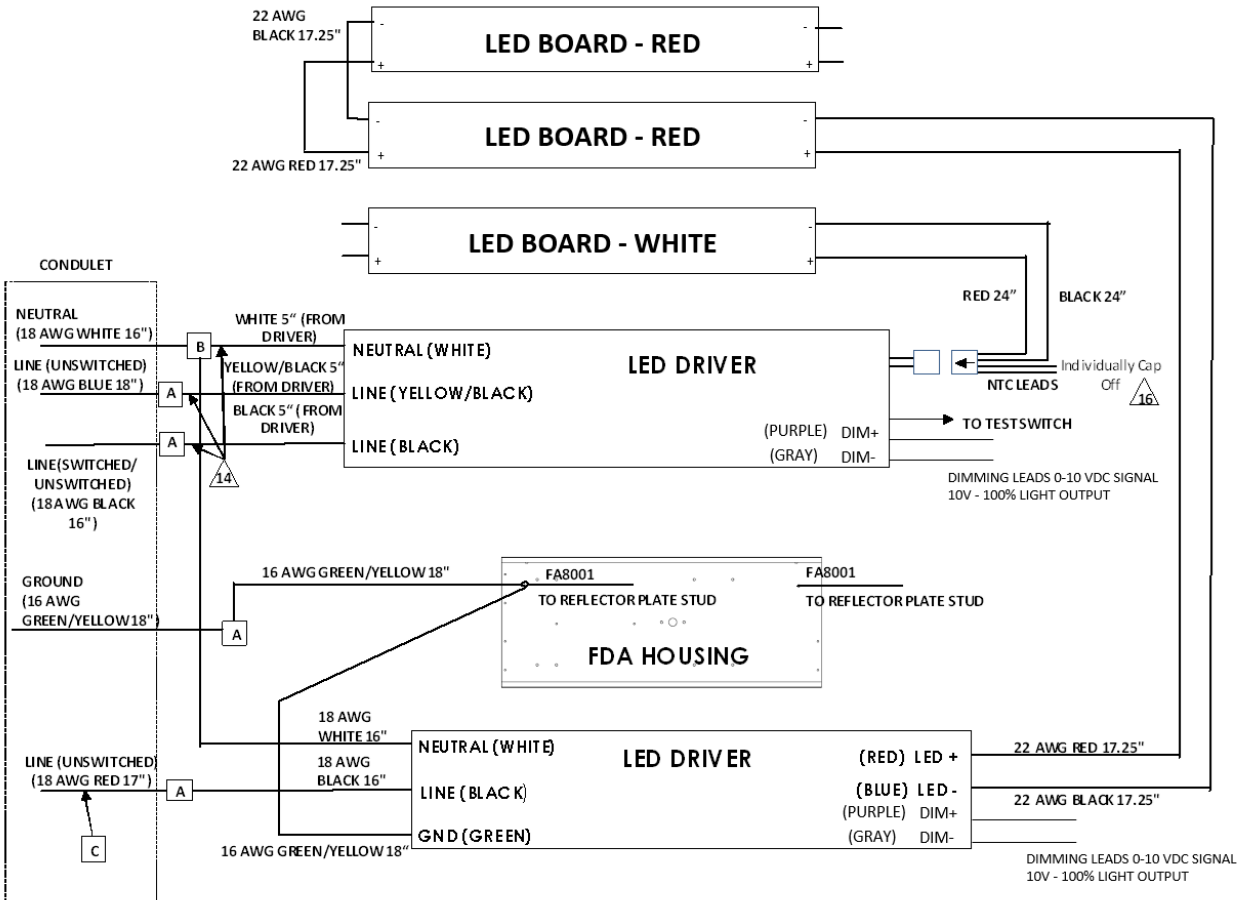 22 AWG
BLACK 17.25"
-
+
LED BOARD - RED
-
+
-
+
LED BOARD - RED
-
+
22 AWG RED 17.25"
-
+
LED BOARD - WHITE
-
+
CONDULET
RED 24"
BLACK 24"
NEUTRAL
(18 AWG WHITE 16")
B
WHITE 5" (FROM
DRIVER)
NEUTRAL (WHITE)
LED DRIVER
LINE (UNSWITCHED)
(18 AWG BLUE 18")
A
YELLOW/BLACK 5"
(FROM DRIVER)
LINE (YELLOW/BLACK)
NTC LEADS
Individually Cap
Off
16
BLACK 5" (FROM
DRIVER)
A
LINE (BLACK)
(PURPLE) DIM+
(GRAY) DIM-
TO TEST SWITCH
LINE(SWITCHED/
UNSWITCHED)
(18 AWG BLACK
16")
14
DIMMING LEADS 0-10 VDC SIGNAL
10V - 100% LIGHT OUTPUT
GROUND
(16 AWG
GREEN/YELLOW 18")
A
16 AWG GREEN/YELLOW 18"
FA8001
TO REFLECTOR PLATE STUD
FA8001
TO REFLECTOR PLATE STUD
FDA HOUSING
LINE (UNSWITCHED)
(18 AWG RED 17")
A
C
18 AWG
WHITE 16"
18 AWG
BLACK 16"
16 AWG GREEN/YELLOW 18"
NEUTRAL (WHITE)
LINE (BLACK)
GND (GREEN)
LED DRIVER
(RED) LED +
(BLUE) LED -
(PURPLE) DIM+
(GRAY) DIM-
22 AWG RED 17.25"
22 AWG BLACK 17.25"
DIMMING LEADS 0-10 VDC SIGNAL
10V - 100% LIGHT OUTPUT